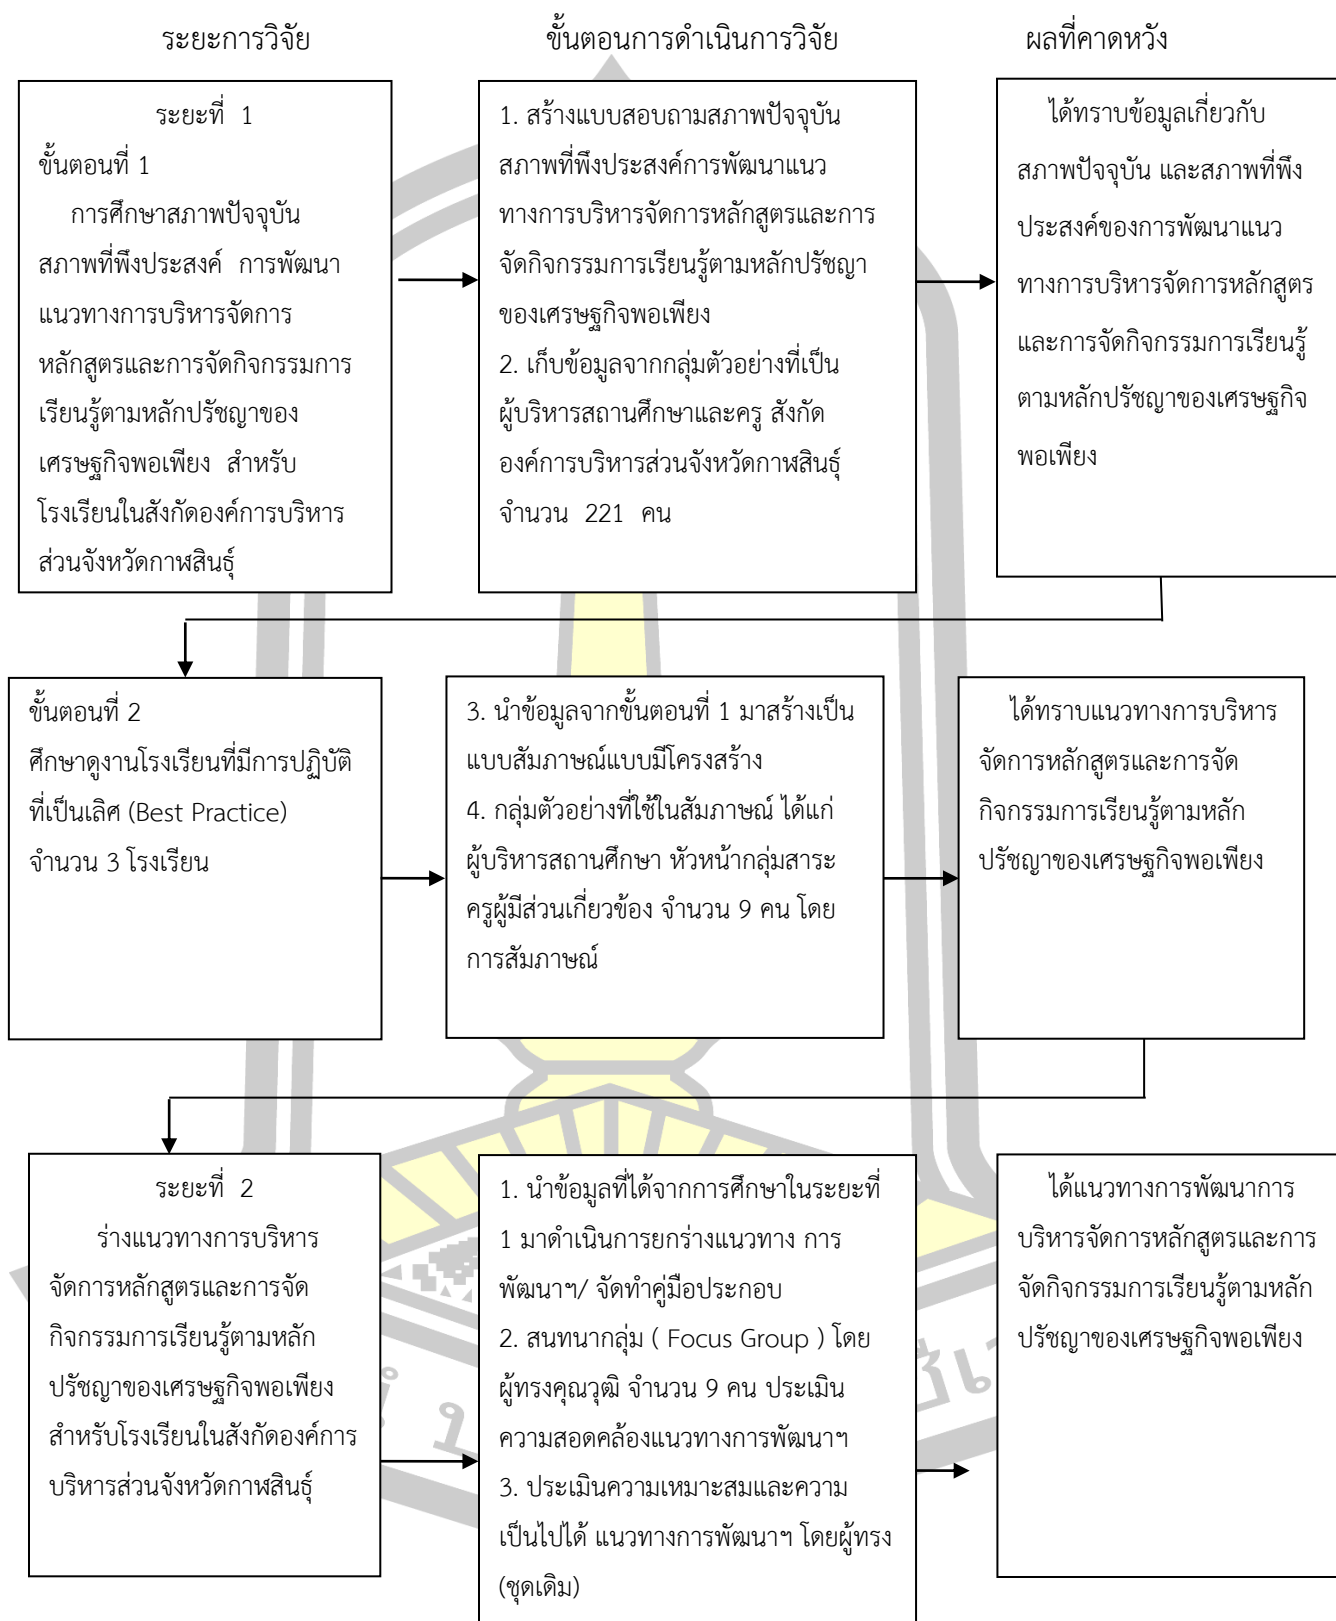 ระยะการวิจัย
ขั้นตอนการดำเนินการวิจัย
ผลที่คาดหวัง
ระยะที่ 1
ขั้นตอนที่ 1
การศึกษาสภาพปัจจุบัน
สภาพที่พึงประสงค์ การพัฒนา
แนวทางการบริหารจัดการ
หลักสูตรและการจัดกิจกรรมการ
เรียนรู้ตามหลักปรัชญาของ
เศรษฐกิจพอเพียง สำหรับ
โรงเรียนในสังกัดองค์การบริหาร
ส่วนจังหวัดกาฬสินธุ์
1. สร้างแบบสอบถามสภาพปัจจุบัน
สภาพที่พึงประสงค์การพัฒนาแนว
ทางการบริหารจัดการหลักสูตรและการ
จัดกิจกรรมการเรียนรู้ตามหลักปรัชญา
ของเศรษฐกิจพอเพียง
2. เก็บข้อมูลจากกลุ่มตัวอย่างที่เป็น
ผู้บริหารสถานศึกษาและครู สังกัด
องค์การบริหารส่วนจังหวัดกาฬสินธุ์
จำนวน 221 คน
ได้ทราบข้อมูลเกี่ยวกับ
สภาพปัจจุบัน และสภาพที่พึง
ประสงค์ของการพัฒนาแนว
ทางการบริหารจัดการหลักสูตร
และการจัดกิจกรรมการเรียนรู้
ตามหลักปรัชญาของเศรษฐกิจ
พอเพียง
ขั้นตอนที่ 2
ศึกษาดูงานโรงเรียนที่มีการปฏิบัติ
ที่เป็นเลิศ (Best Practice)
จำนวน 3 โรงเรียน
3. นำข้อมูลจากขั้นตอนที่ 1 มาสร้างเป็น
แบบสัมภาษณ์แบบมีโครงสร้าง
4. กลุ่มตัวอย่างที่ใช้ในสัมภาษณ์ ได้แก่
ผู้บริหารสถานศึกษา หัวหน้ากลุ่มสาระ
ครูผู้มีส่วนเกี่ยวข้อง จำนวน 9 คน โดย
การสัมภาษณ์
ได้ทราบแนวทางการบริหาร
จัดการหลักสูตรและการจัด
กิจกรรมการเรียนรู้ตามหลัก
ปรัชญาของเศรษฐกิจพอเพียง
ระยะที่ 2
ร่างแนวทางการบริหาร
จัดการหลักสูตรและการจัด
กิจกรรมการเรียนรู้ตามหลัก
ปรัชญาของเศรษฐกิจพอเพียง
สำหรับโรงเรียนในสังกัดองค์การ
บริหารส่วนจังหวัดกาฬสินธุ์
1. นำข้อมูลที่ได้จากการศึกษาในระยะที่
1 มาดำเนินการยกร่างแนวทาง การ
พัฒนาฯ/ จัดทำคู่มือประกอบ
2. สนทนากลุ่ม ( Focus Group ) โดย
ผู้ทรงคุณวุฒิ จำนวน 9 คน ประเมิน
ความสอดคล้องแนวทางการพัฒนาฯ
3. ประเมินความเหมาะสมและความ
เป็นไปได้ แนวทางการพัฒนาฯ โดยผู้ทรง
(ชุดเดิม)
ได้แนวทางการพัฒนาการ
บริหารจัดการหลักสูตรและการ
จัดกิจกรรมการเรียนรู้ตามหลัก
ปรัชญาของเศรษฐกิจพอเพียง